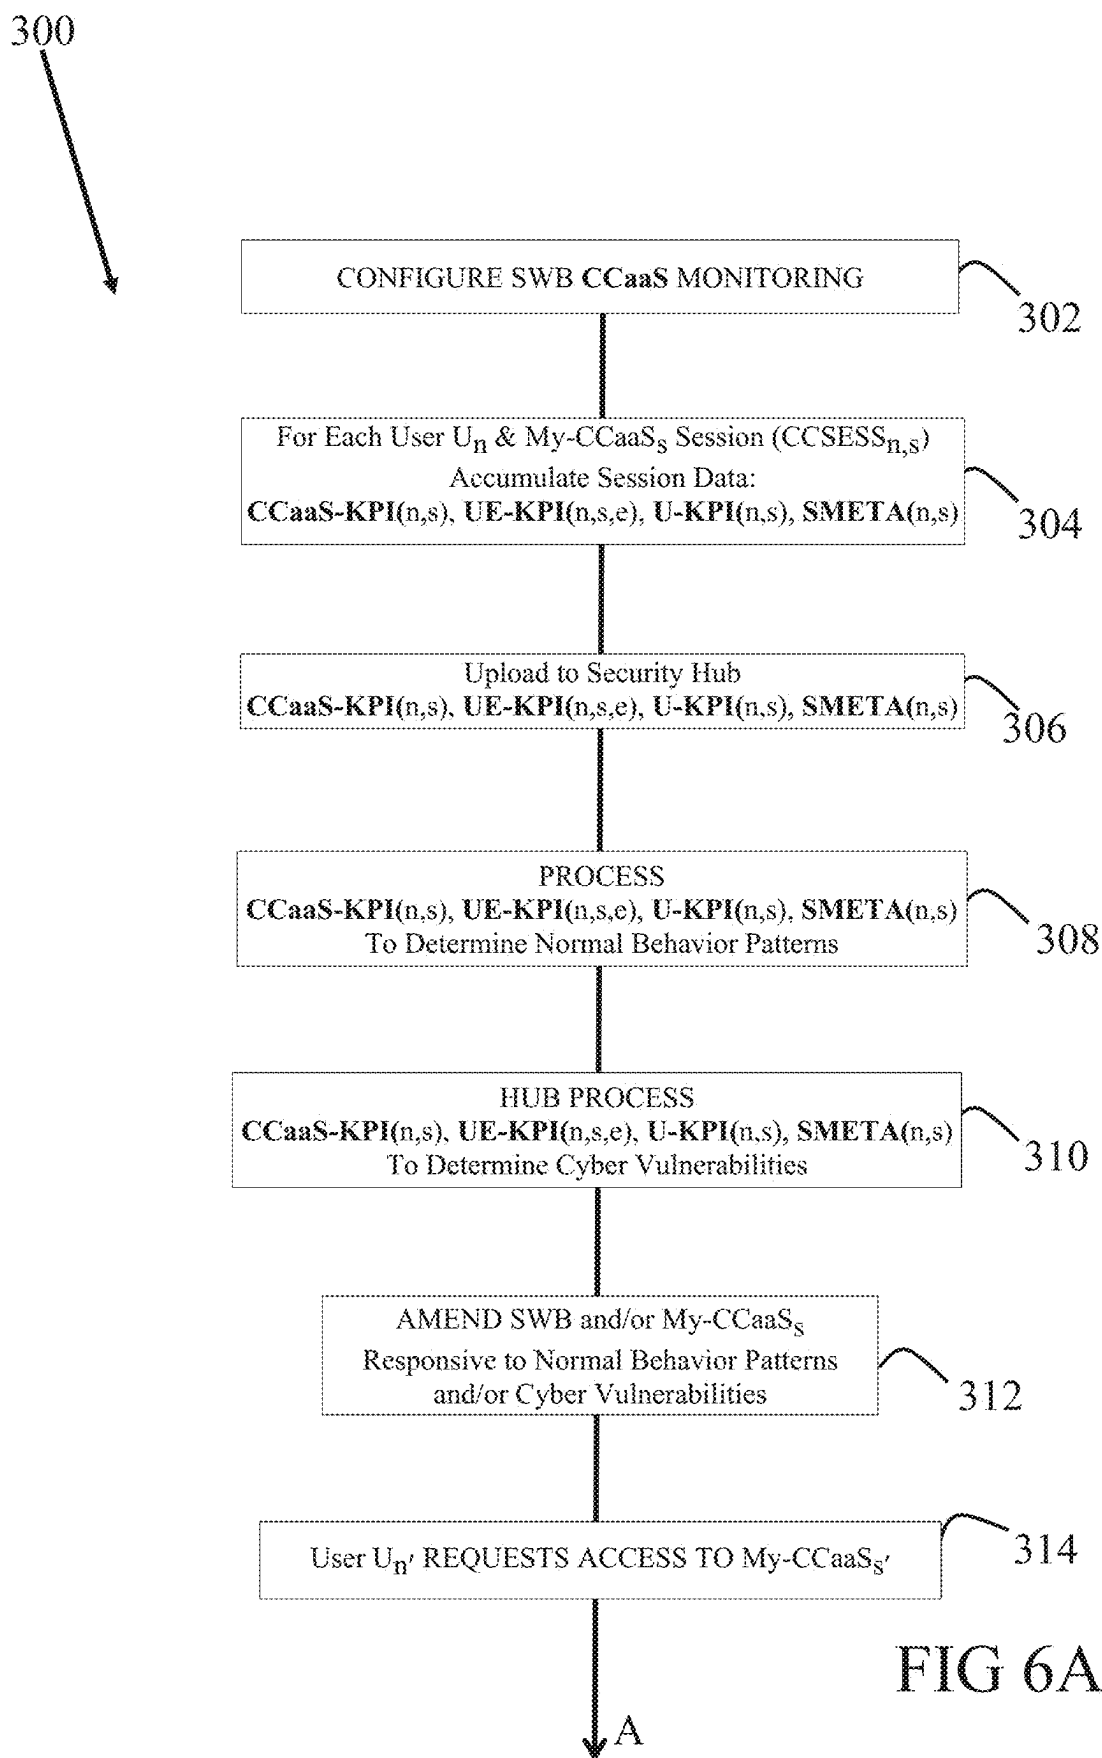 300
CONFIGURE SWB CCaaS MONITORING
302
For Each User Un & My-CCaaSs Session (CCSESSn,s)
Accumulate Session Data:
CCaaS-KPI(n,s), UE-KPI(n,s,e), U-KPI(n,s), SMETA(n,s)
304
Upload to Security Hub
CCaaS-KPI(n,s), UE-KPI(n,s,e), U-KPI(n,s), SMETA(n,s)
306
PROCESS
CCaaS-KPI(n,s), UE-KPI(n,s,e), U-KPI(n,s), SMETA(n,s)
To Determine Normal Behavior Patterns
308
HUB PROCESS
CCaaS-KPI(n,s), UE-KPI(n,s,e), U-KPI(n,s), SMETA(n,s)
To Determine Cyber Vulnerabilities
310
AMEND SWB and/or My-CCaaSs
Responsive to Normal Behavior Patterns
and/or Cyber Vulnerabilities
312
User Un' REQUESTS ACCESS TO My-CCaaSs'
314
FIG 6A
A